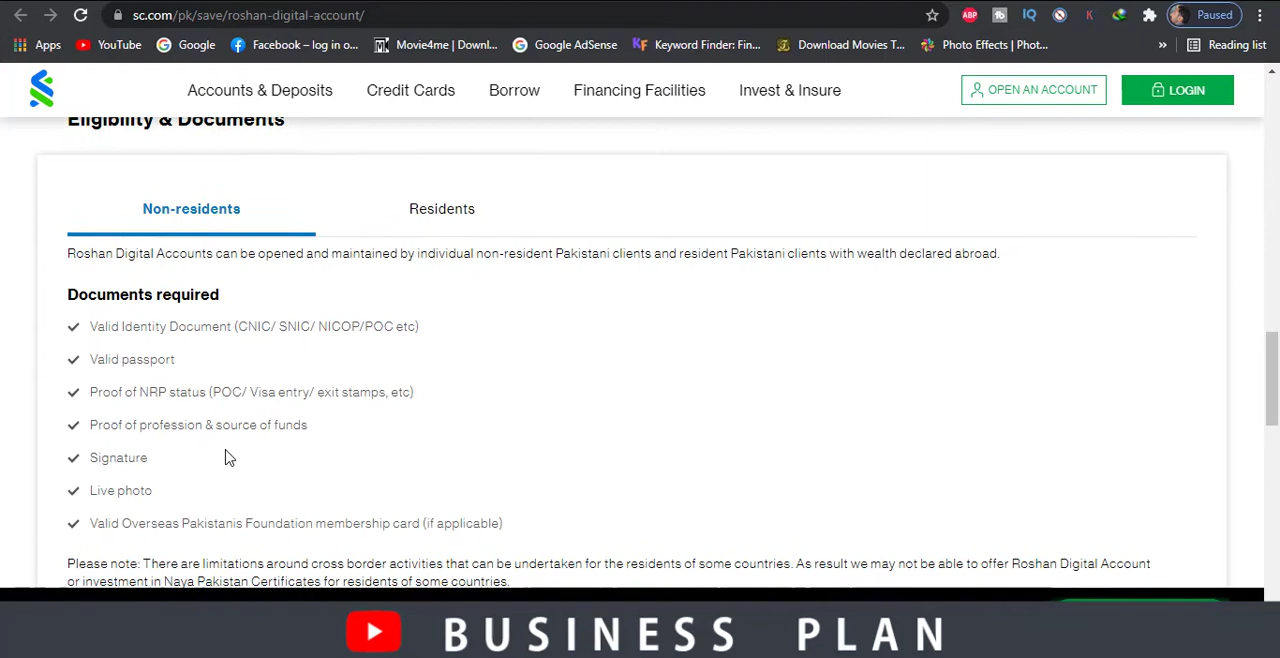 sc.com/pk/save/roshan-digital-account/
ABP
IQ
K
Paused
Apps
YouTube
Google
Facebook – log in o...
Movie4me | Downl...
Google AdSense
KF
Keyword Finder: Fin...
Download Movies T...
Photo Effects | Phot...
»
Reading list
Accounts & Deposits
Credit Cards
Borrow
Financing Facilities
Invest & Insure
OPEN AN ACCOUNT
LOGIN
Eligibility & Documents
Non-residents
Residents
Roshan Digital Accounts can be opened and maintained by individual non-resident Pakistani clients and resident Pakistani clients with wealth declared abroad.
Documents required
Valid Identity Document (CNIC/ SNIC/ NICOP/POC etc)
Valid passport
Proof of NRP status (POC/ Visa entry/ exit stamps, etc)
Proof of profession & source of funds
Signature
Live photo
Valid Overseas Pakistanis Foundation membership card (if applicable)
Please note: There are limitations around cross border activities that can be undertaken for the residents of some countries. As result we may not be able to offer Roshan Digital Account
or investment in Naya Pakistan Certificates for residents of some countries.
BUSINESS PLAN